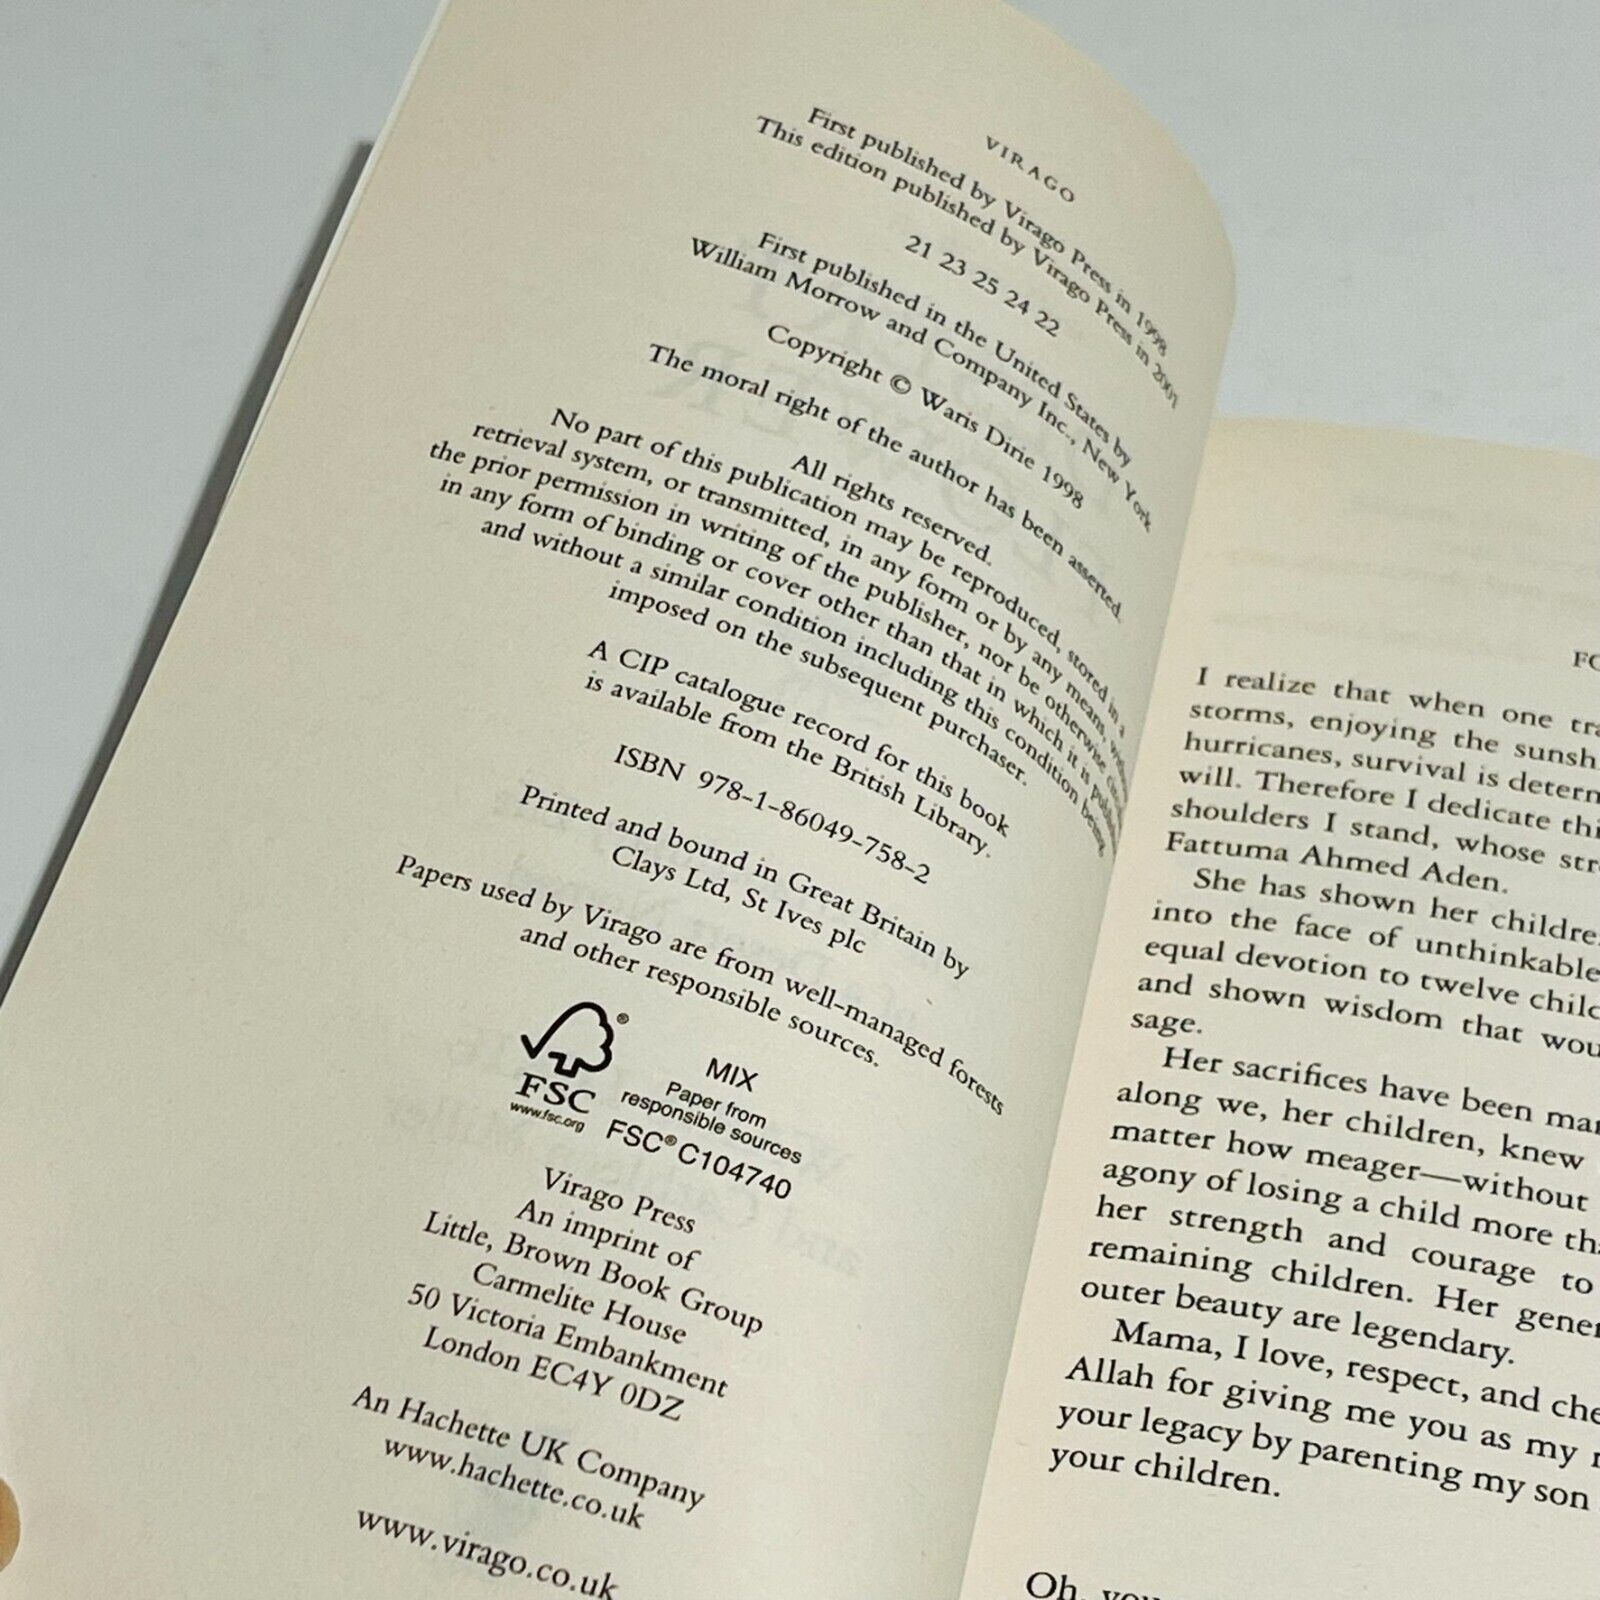 VIRAGO
First published by Virago Press in 1998
This edition published by Virago Press in 2001
21 23 25 24 22
First published in the United States by
William Morrow and Company Inc., New York
Copyright © Waris Dirie 1998
The moral right of the author has been asserted.
All rights reserved.
No part of this publication may be reproduced, stored in a
retrieval system, or transmitted, in any form or by any means, without
the prior permission in writing of the publisher, nor be otherwise circulated
in any form of binding or cover other than that in which it is published
and without a similar condition including this condition being
imposed on the subsequent purchaser.
A CIP catalogue record for this book
is available from the British Library.
ISBN 978-1-86049-758-2
Printed and bound in Great Britain by
Clays Ltd, St Ives plc
Papers used by Virago are from well-managed forests
and other responsible sources.
FSC®
www.fsc.org
MIX
Paper from
responsible sources
FSC® C104740
Virago Press
An imprint of
Little, Brown Book Group
Carmelite House
50 Victoria Embankment
London EC4Y 0DZ
An Hachette UK Company
www.hachette.co.uk
www.virago.co.uk
I realize that when one
storms, enjoying the
hurricanes, survival is
will. Therefore I dedicate
shoulders I stand, whose
Fattuma Ahmed Aden.
She has shown her
into the face of unthinkable
equal devotion to twelve
and shown wisdom that
sage.
Her sacrifices have been
along we, her children, knew
matter how meager—without
agony of losing a child more
her strength and courage to
remaining children. Her
outer beauty are legendary.
Mama, I love, respect, and
Allah for giving me you as my
your legacy by parenting my son
your children.
Oh,